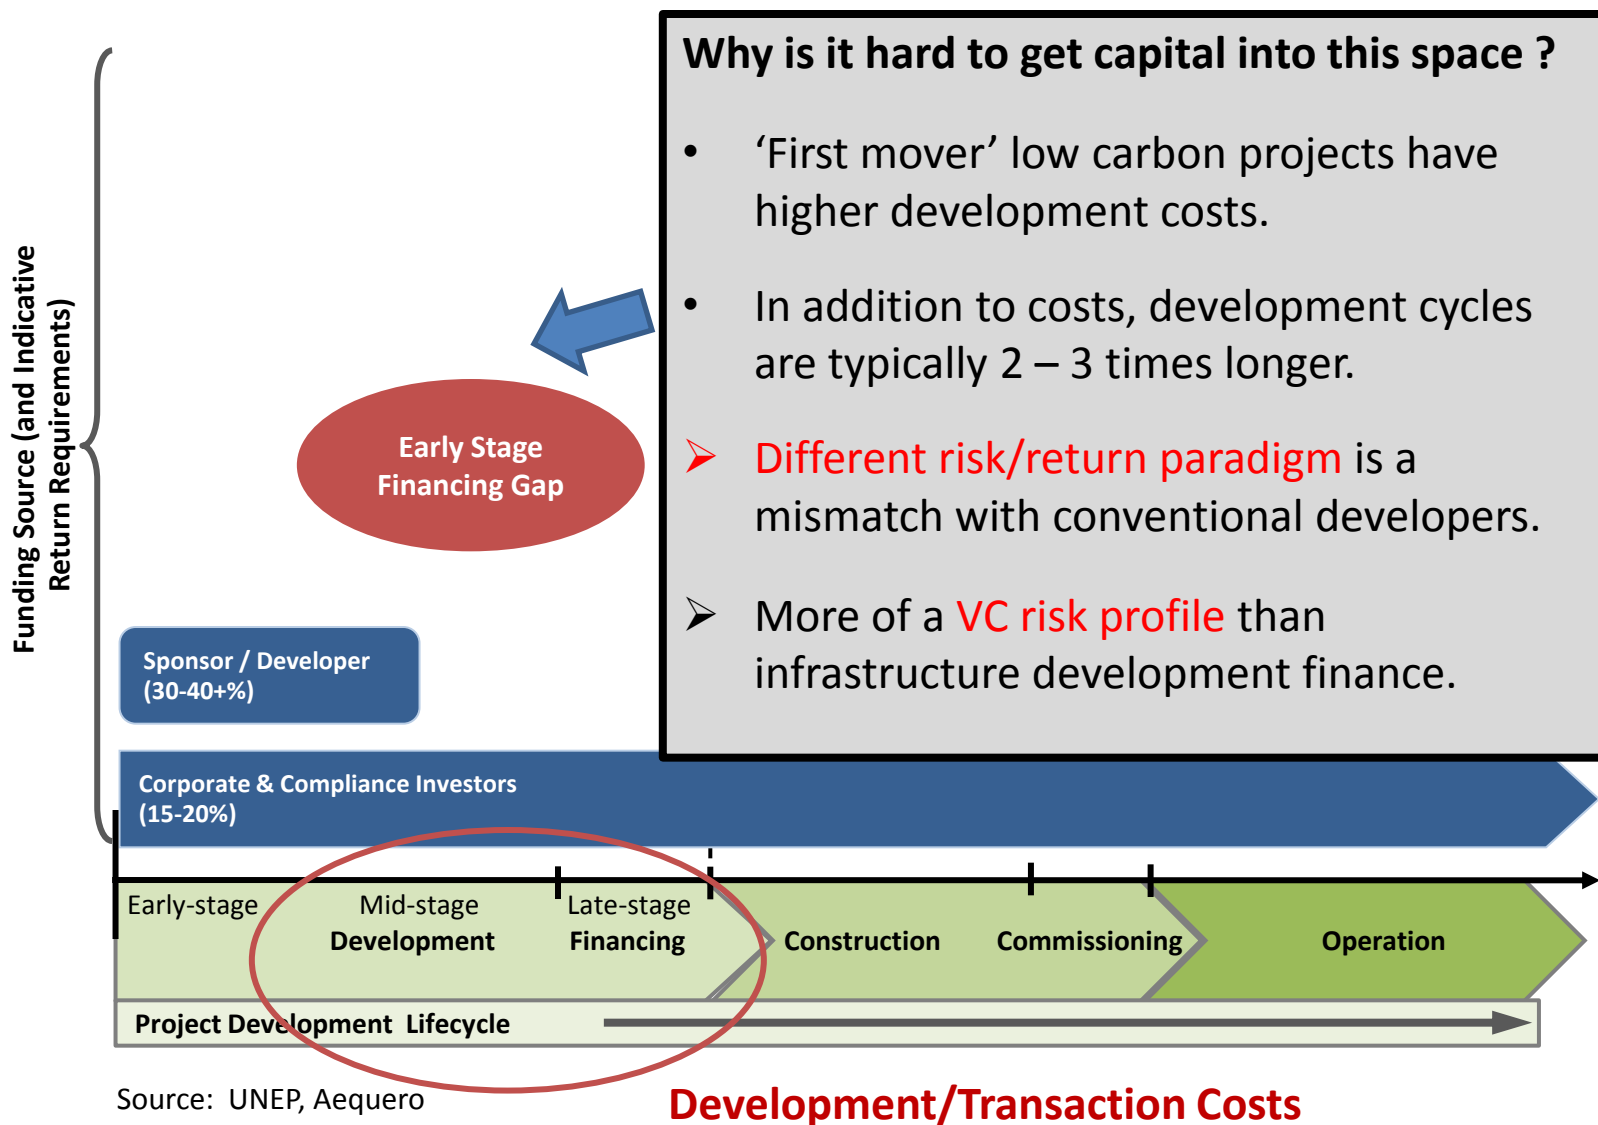 Why is it hard to get capital into this space ?
• ‘First mover’ low carbon projects have
higher development costs.
• In addition to costs, development cycles
are typically 2 – 3 times longer.
➢ Different risk/return paradigm is a
mismatch with conventional developers.
➢ More of a VC risk profile than
infrastructure development finance.
Funding Source (and Indicative
Return Requirements)
Early Stage
Financing Gap
Sponsor / Developer
(30-40+%)
Corporate & Compliance Investors
(15-20%)
Early-stage
Mid-stage
Development
Late-stage
Financing
Construction
Commissioning
Operation
Project Development Lifecycle
Source: UNEP, Aequero
Development/Transaction Costs